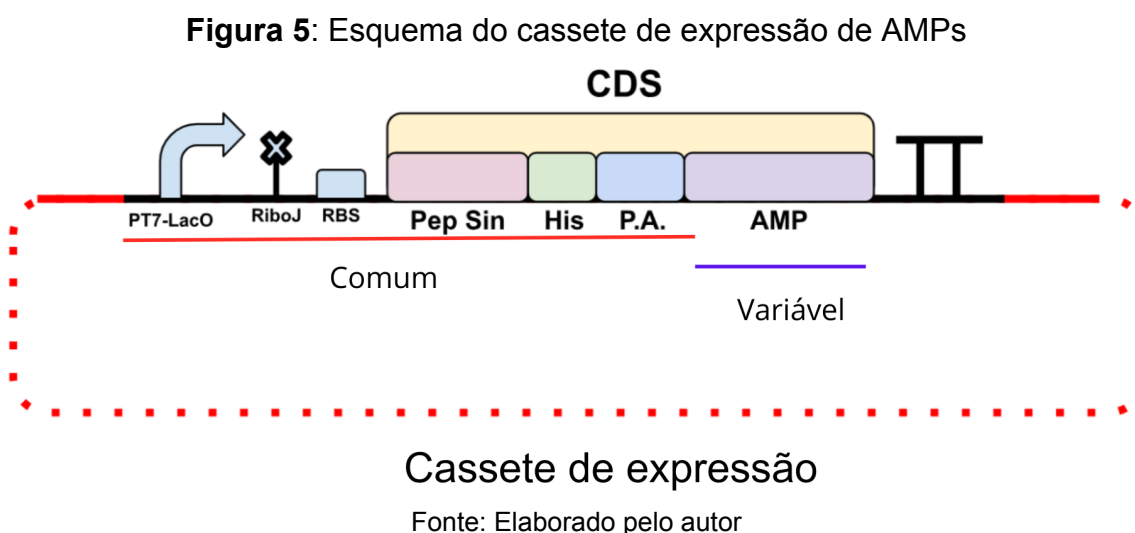 Figura 5: Esquema do cassete de expressão de AMPs
CDS
PT7-LacO RiboJ RBS Pep Sin His P.A. AMP
Comum
Variável
Cassete de expressão
Fonte: Elaborado pelo autor